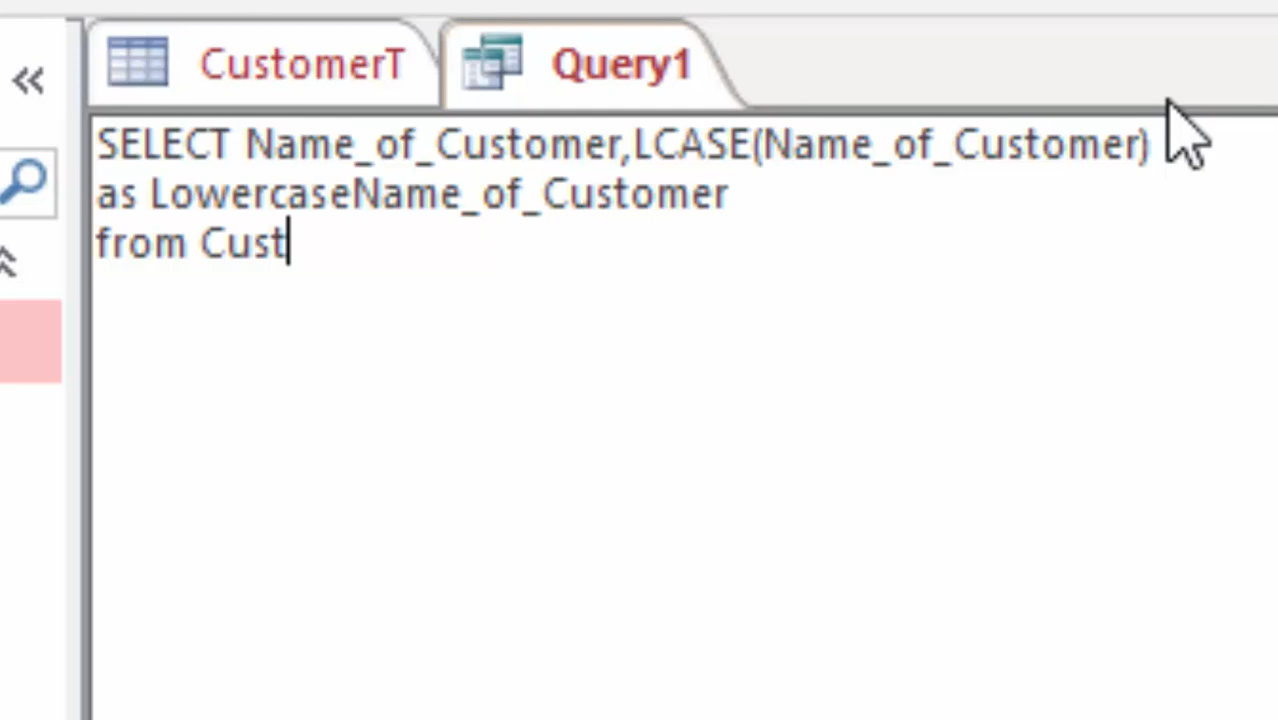 CustomerT
Query1
SELECT Name_of_Customer,LCASE(Name_of_Customer)
as LowercaseName_of_Customer
from Cust